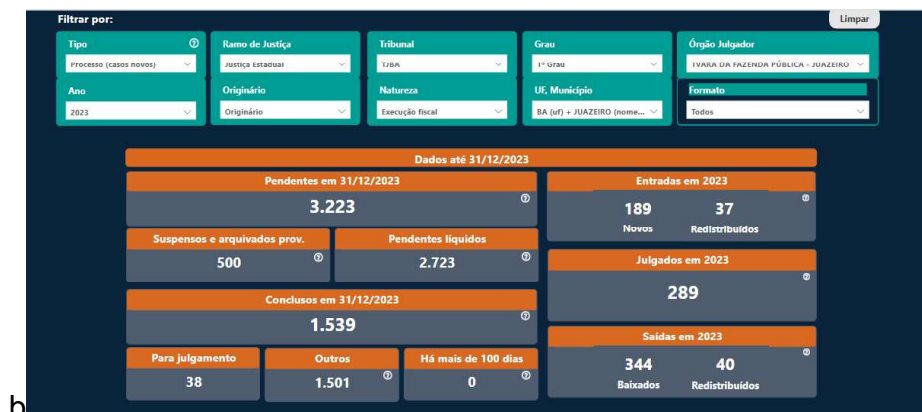 Filtrar por:
Limpar
Tipo
Processo (casos novos)
Ramo de Justiça
Justiça Estadual
Tribunal
TJBA
Grau
1º Grau
Órgão Julgador
1VARA DA FAZENDA PÚBLICA - JUAZEIRO
Ano
2023
Originário
Originário
Natureza
Execução fiscal
UF, Município
BA (uf) + JUAZEIRO (nome...
Formato
Todos
Dados até 31/12/2023
Pendentes em 31/12/2023
3.223
Suspensos e arquivados prov.
500
Pendentes líquidos
2.723
Conclusos em 31/12/2023
1.539
Para julgamento
38
Outros
1.501
Há mais de 100 dias
0
Entradas em 2023
189 37
Novos Redistribuídos
Julgados em 2023
289
Saídas em 2023
344 40
Baixados Redistribuídos
b